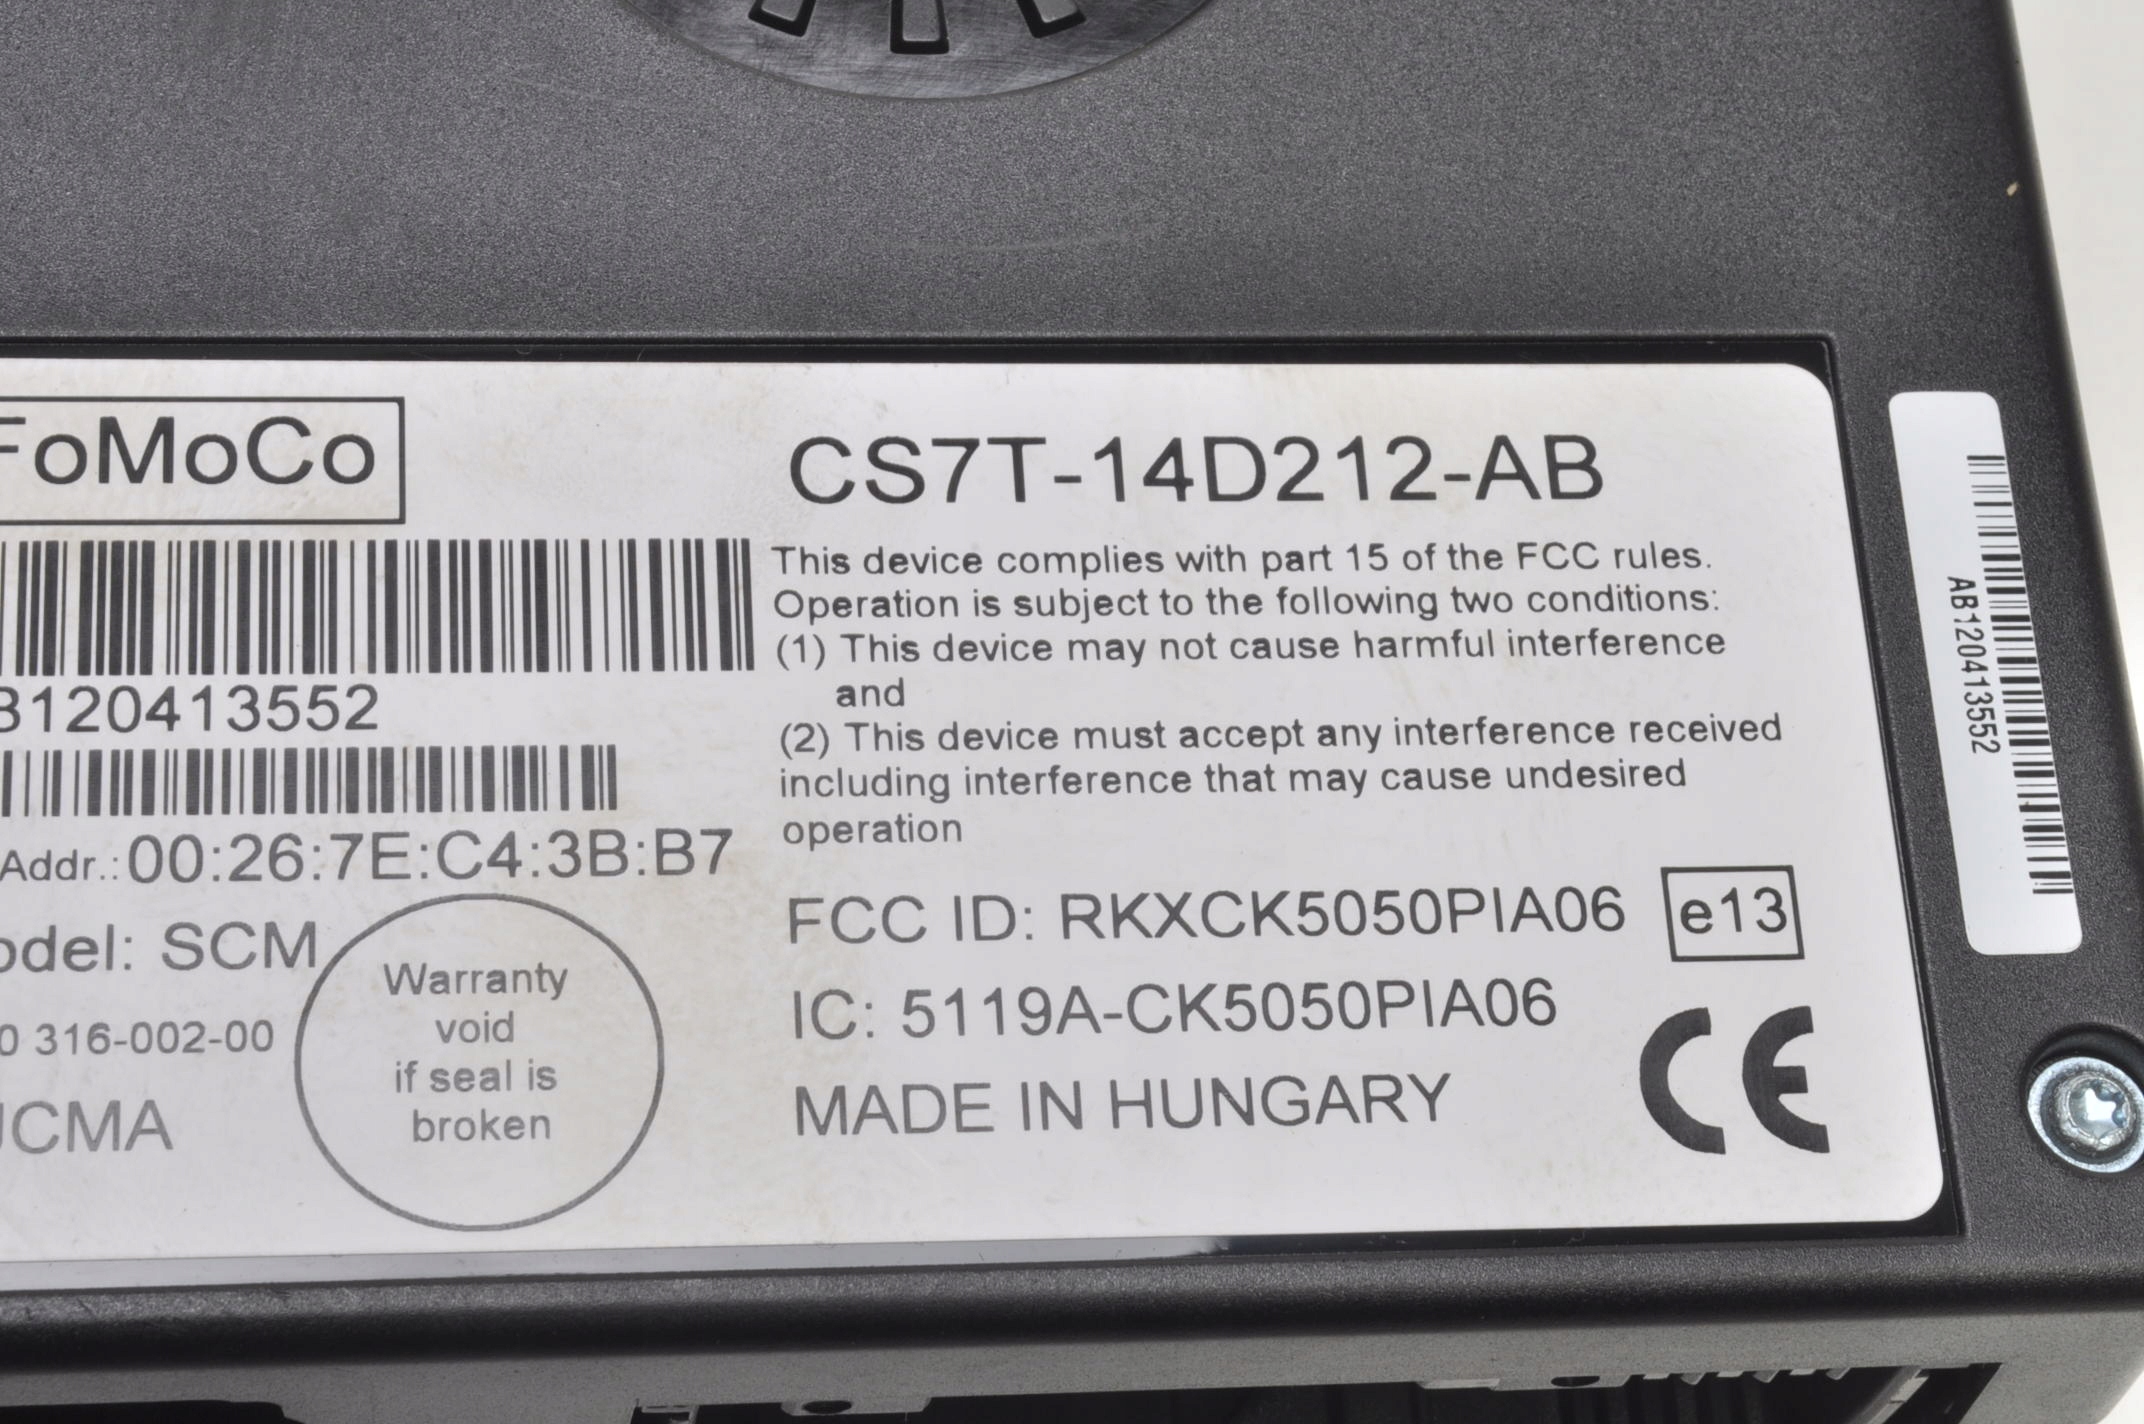 FoMoCo
CS7T-14D212-AB
This device complies with part 15 of the FCC rules.
Operation is subject to the following two conditions:
(1) This device may not cause harmful interference
and
(2) This device must accept any interference received
including interference that may cause undesired
operation
B120413552
Addr.: 00:26:7E:C4:3B:B7
odel: SCM
0 316-002-00
CMA
Warranty
void
if seal is
broken
FCC ID: RKXCK5050PIA06
e13
IC: 5119A-CK5050PIA06
MADE IN HUNGARY
CE
AB120413552